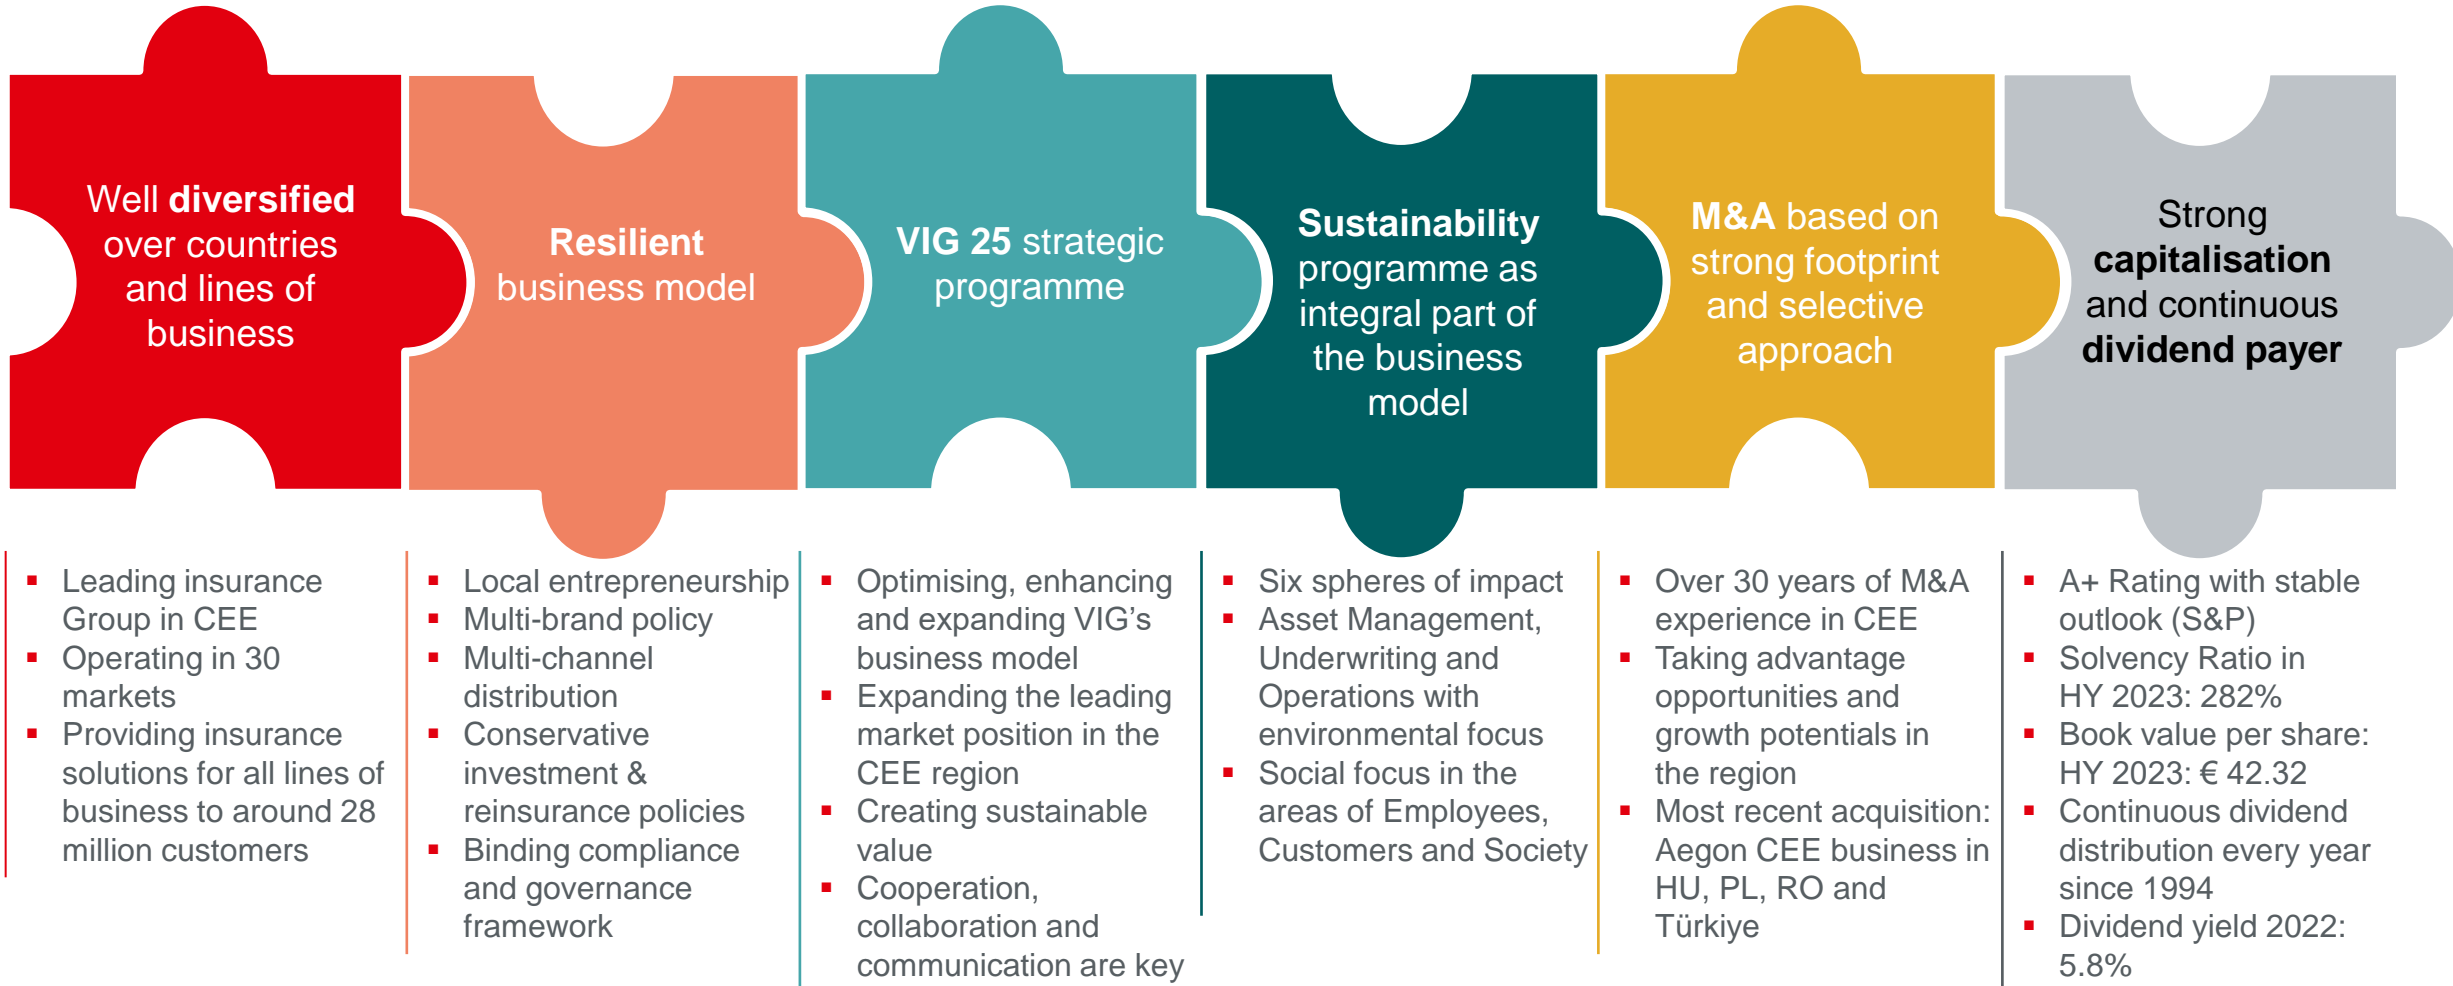 Well diversified
over countries
and lines of
business
Resilient
business model
VIG 25 strategic
programme
Sustainability
programme as
integral part of
the business
model
M&A based on
strong footprint
and selective
approach
Strong
capitalisation
and continuous
dividend payer
▪ Leading insurance
Group in CEE
▪ Operating in 30
markets
▪ Providing insurance
solutions for all lines of
business to around 28
million customers
▪ Local entrepreneurship
▪ Multi-brand policy
▪ Multi-channel
distribution
▪ Conservative
investment &
reinsurance policies
▪ Binding compliance
and governance
framework
▪ Optimising, enhancing
and expanding VIG's
business model
▪ Expanding the leading
market position in the
CEE region
▪ Creating sustainable
value
▪ Cooperation,
collaboration and
communication are key
▪ Six spheres of impact
▪ Asset Management,
Underwriting and
Operations with
environmental focus
▪ Social focus in the
areas of Employees,
Customers and Society
▪ Over 30 years of M&A
experience in CEE
▪ Taking advantage
opportunities and
growth potentials in
the region
▪ Most recent acquisition:
Aegon CEE business in
HU, PL, RO and
Türkiye
▪ A+ Rating with stable
outlook (S&P)
▪ Solvency Ratio in
HY 2023: 282%
▪ Book value per share:
HY 2023: € 42.32
▪ Continuous dividend
distribution every year
since 1994
▪ Dividend yield 2022:
5.8%